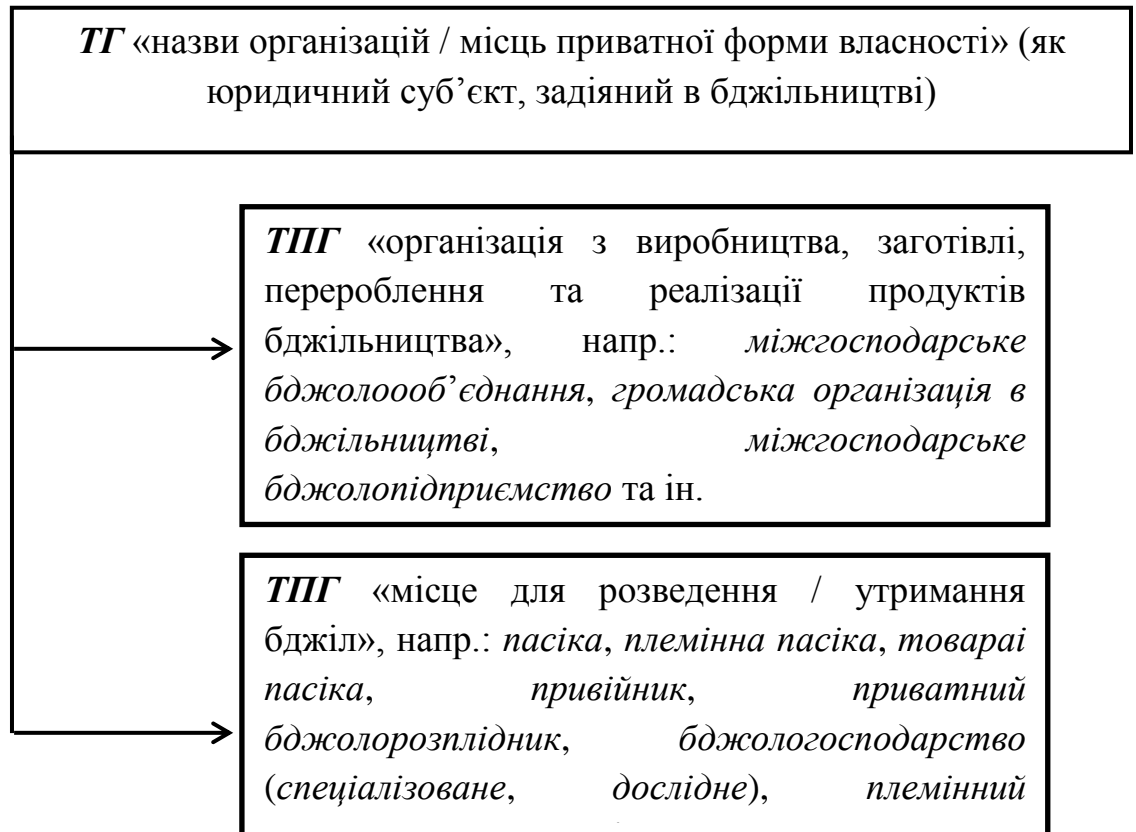 ТГ «назви організацій / місць приватної форми власності» (як
юридичний суб’єкт, задіяний в бджільництві)
ТПГ «організація з виробництва, заготівлі,
перероблення та реалізації продуктів
бджільництва», напр.: міжгосподарське
бджолоооб’єднання, громадська організація в
бджільництві, міжгосподарське
бджолопідприємство та ін.
ТПГ «місце для розведення / утримання
бджіл», напр.: пасіка, племінна пасіка, товараі
пасіка, привійник, приватний
бджолорозплідник, бджологосподарство
(спеціалізоване, дослідне), племінний